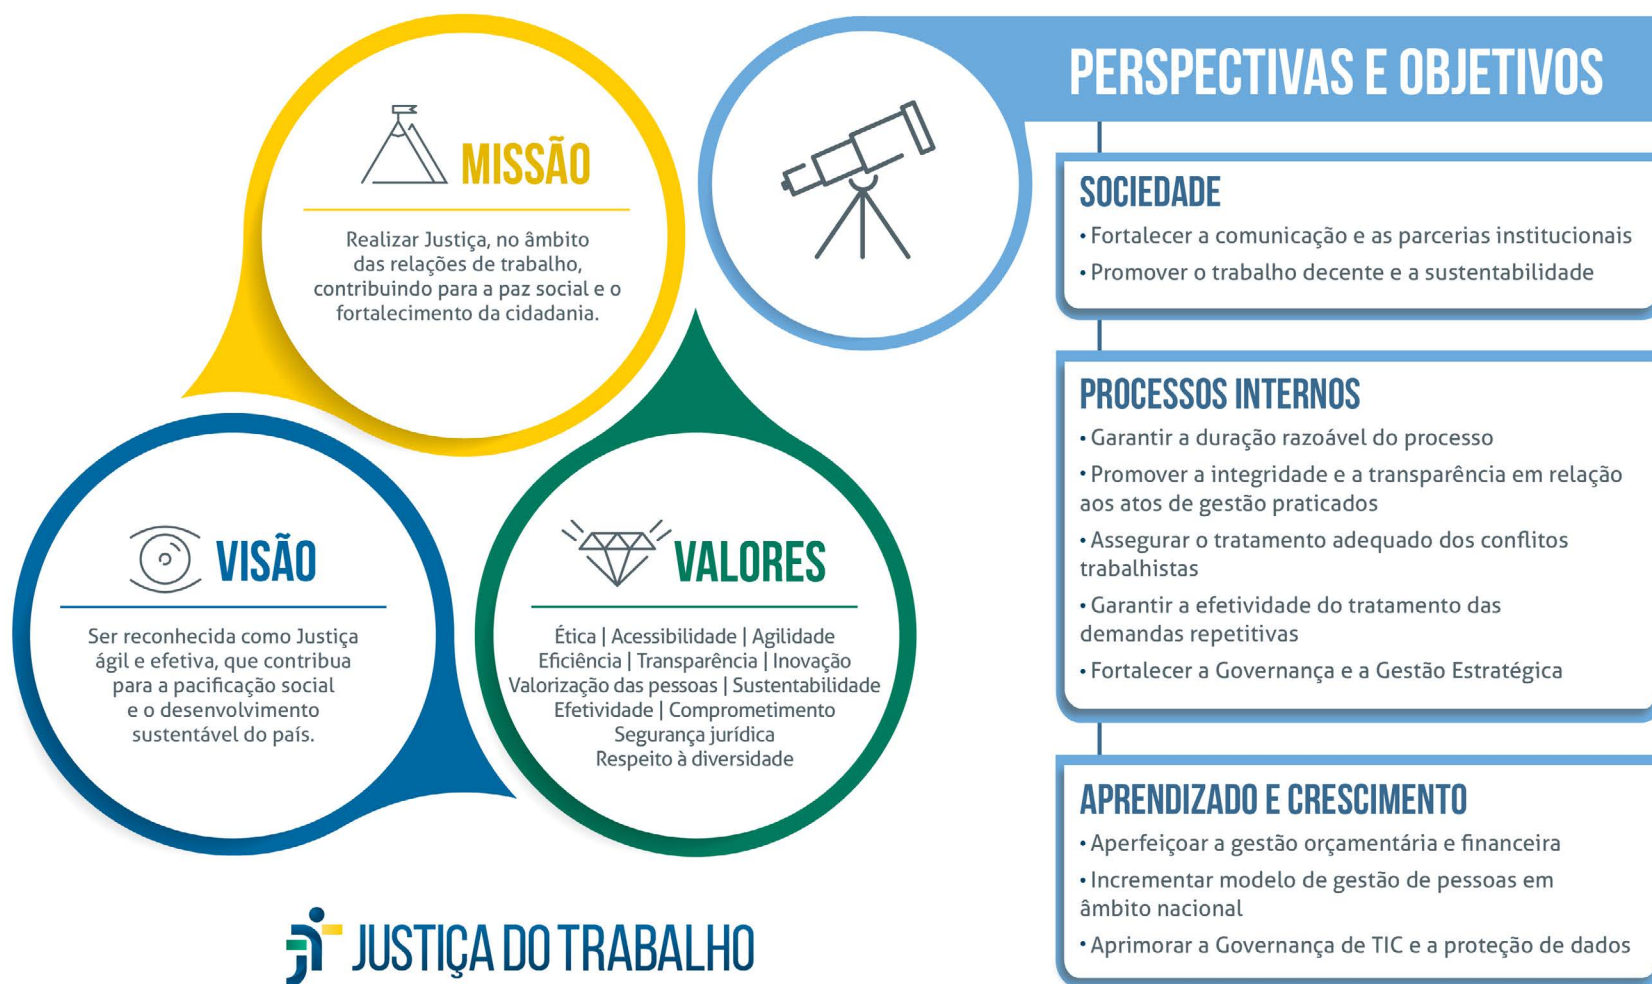 MISSÃO
Realizar Justiça, no âmbito
das relações de trabalho,
contribuindo para a paz social e o
fortalecimento da cidadania.
VISÃO
Ser reconhecida como Justiça
ágil e efetiva, que contribua
para a pacificação social
e o desenvolvimento
sustentável do país.
VALORES
Ética | Acessibilidade | Agilidade
Eficiência | Transparência | Inovação
Valorização das pessoas | Sustentabilidade
Efetividade | Comprometimento
Segurança jurídica
Respeito à diversidade
JUSTIÇA DO TRABALHO
PERSPECTIVAS E OBJETIVOS
SOCIEDADE
• Fortalecer a comunicação e as parcerias institucionais
• Promover o trabalho decente e a sustentabilidade
PROCESSOS INTERNOS
• Garantir a duração razoável do processo
• Promover a integridade e a transparência em relação
aos atos de gestão praticados
• Assegurar o tratamento adequado dos conflitos
trabalhistas
• Garantir a efetividade do tratamento das
demandas repetitivas
• Fortalecer a Governança e a Gestão Estratégica
APRENDIZADO E CRESCIMENTO
• Aperfeiçoar a gestão orçamentária e financeira
• Incrementar modelo de gestão de pessoas em
âmbito nacional
• Aprimorar a Governança de TIC e a proteção de dados